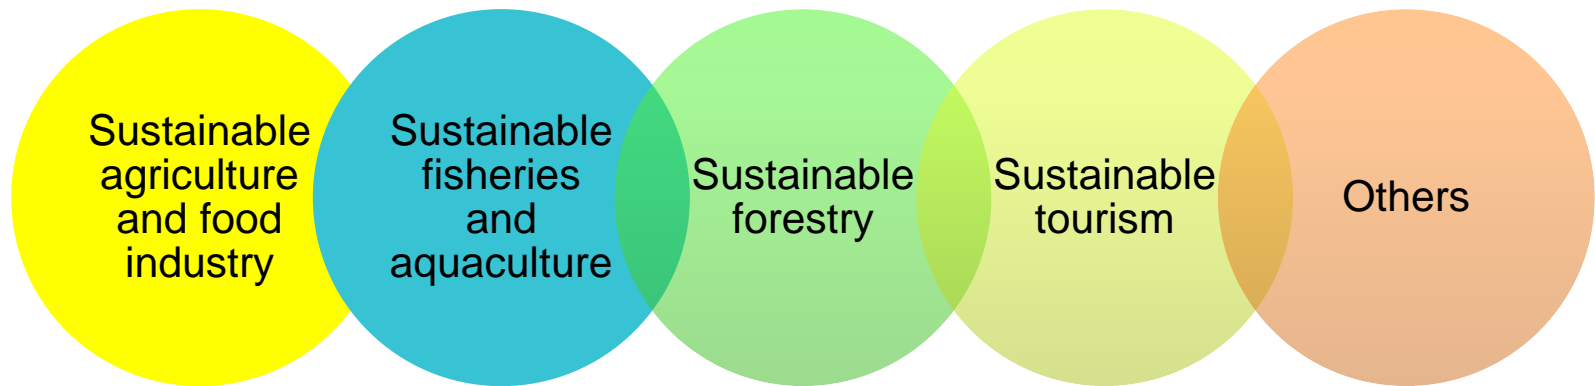 Sustainable
agriculture
and food
industry
Sustainable
fisheries
and
aquaculture
Sustainable
forestry
Sustainable
tourism
Others